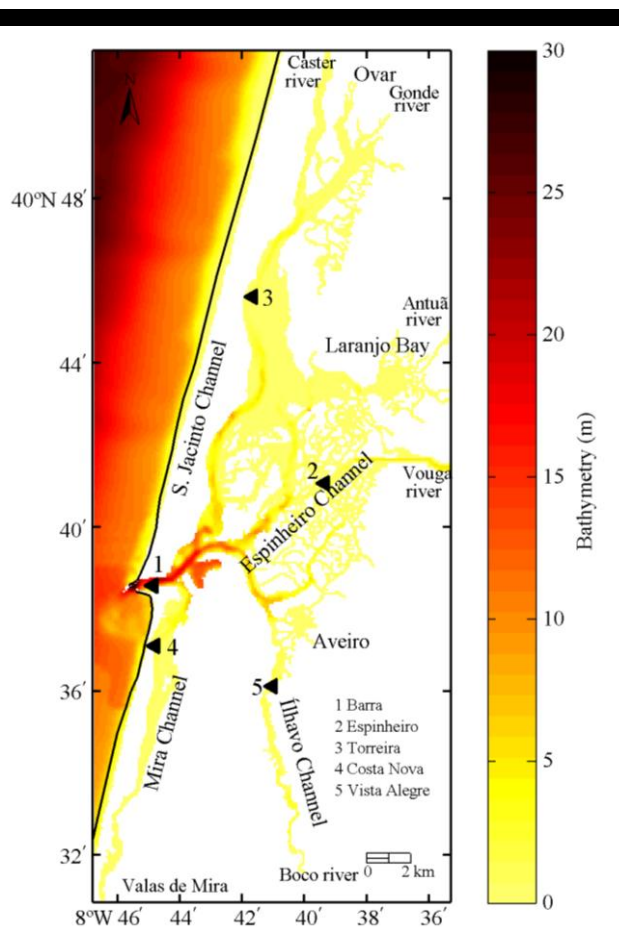 Caster
river
Ovar
Gonde
river
N
40ºN 48′
3
Antuã
river
Laranjo Bay
44′
S. Jacinto Channel
2
Vouga
river
Espinheiro Channel
40′
1
4
Aveiro
36′
5
Mira Channel
Ílhavo Channel
1 Barra
2 Espinheiro
3 Torreira
4 Costa Nova
5 Vista Alegre
32′
0 2 km
Boco river
Valas de Mira
8ºW 46′ 44′ 42′ 40′ 36′
30
25
20
15
10
5
0
Bathymetry (m)